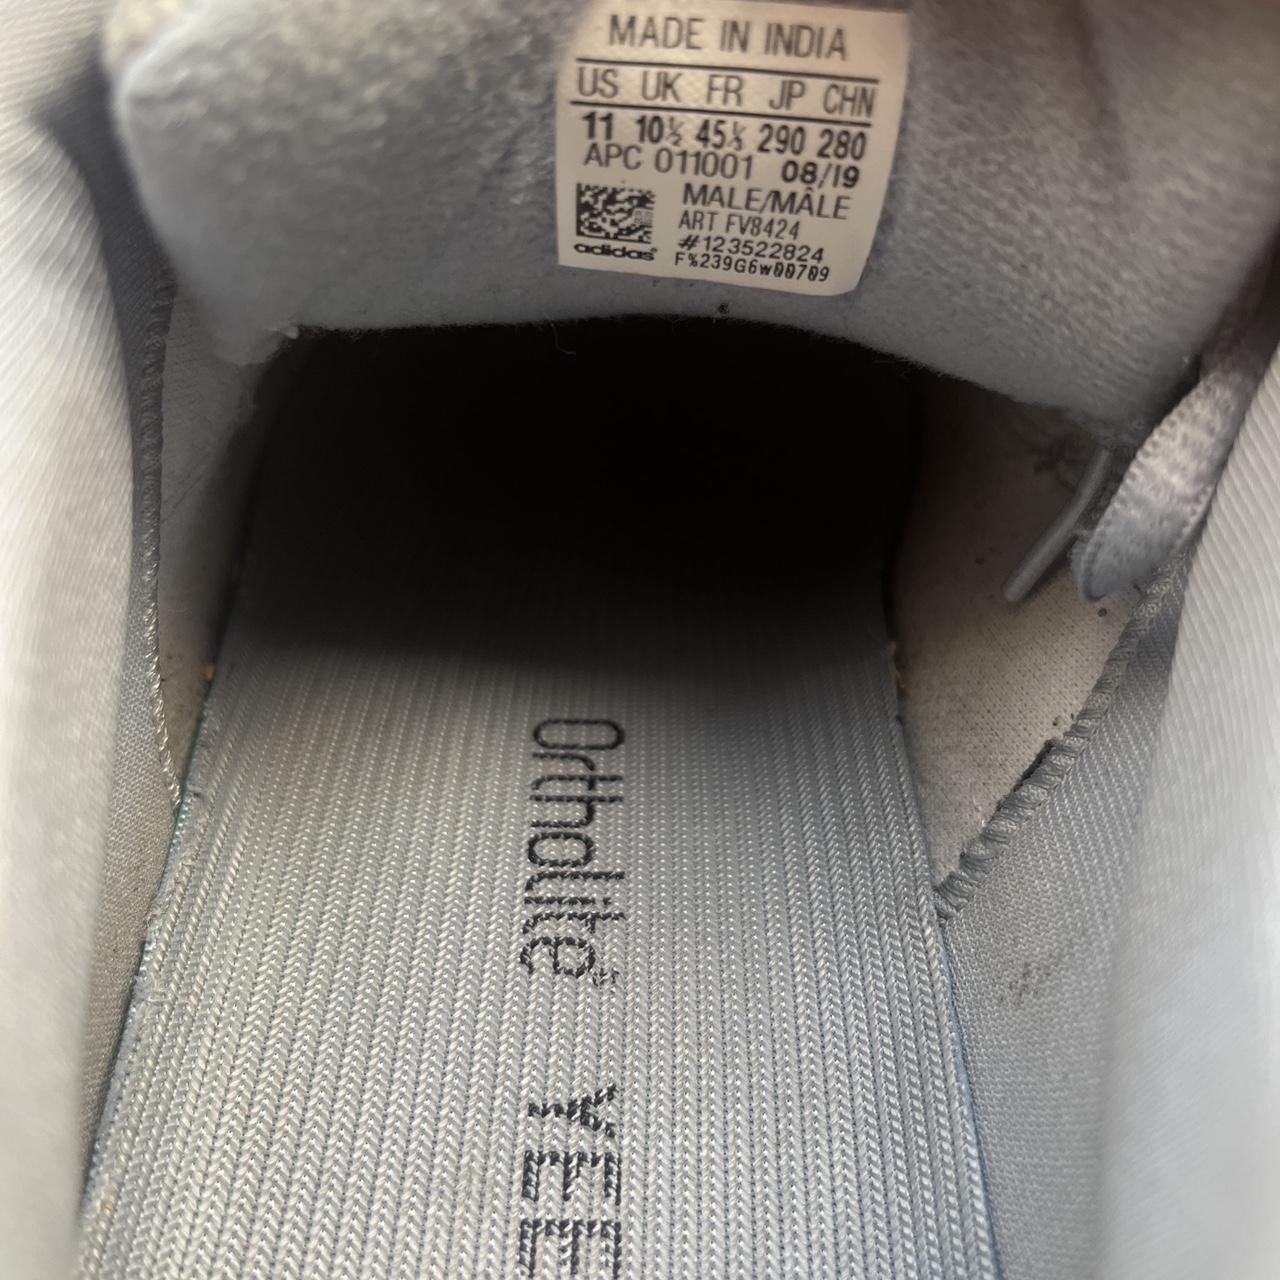 MADE IN INDIA
US UK FR JP CHN
11 10½ 45⅓ 290 280
APC 011001 08/19
MALE/MÂLE
ART FV8424
#123522824
adidas
F%239G6w00709
Ortholite
YEE